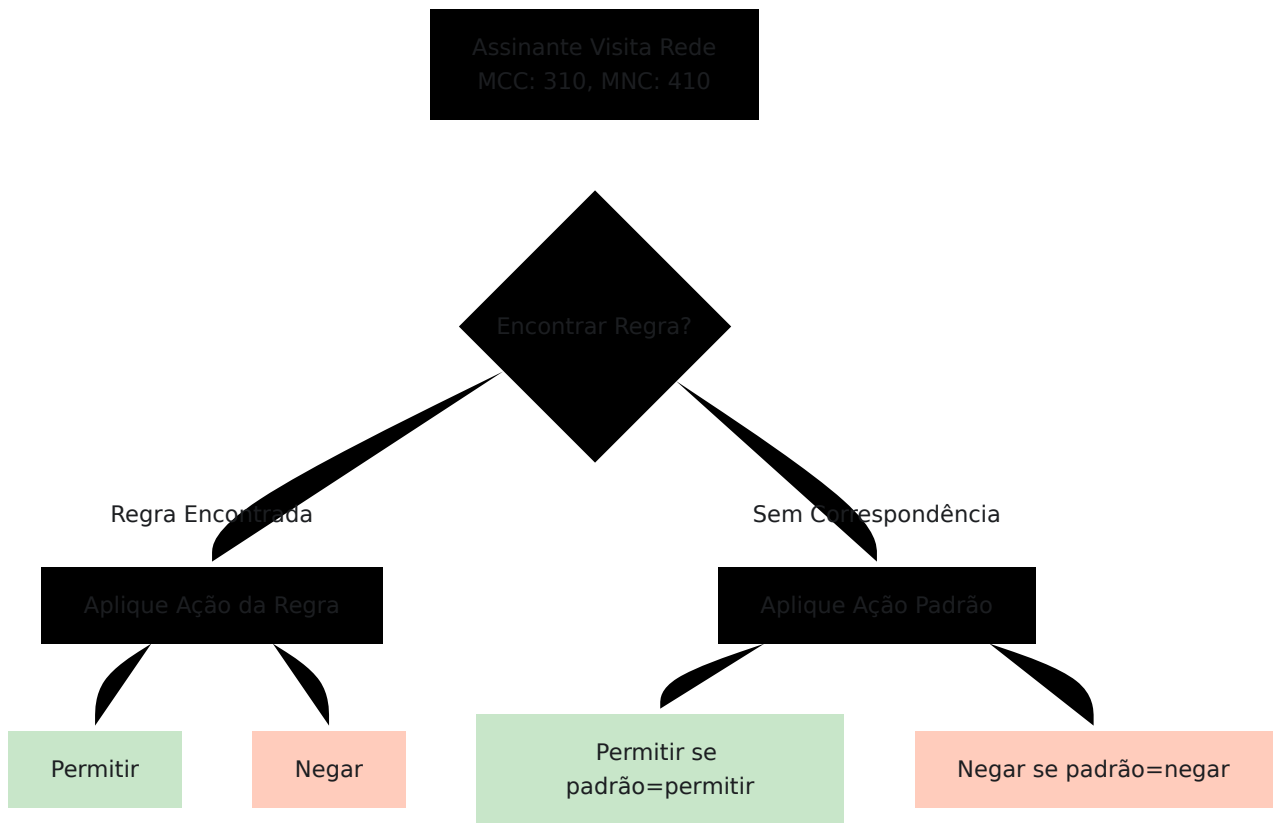 Assinante Visita Rede
MCC: 310, MNC: 410
Encontrar Regra?
Regra Encontrada
Sem Correspondência
Aplique Ação da Regra
Aplique Ação Padrão
Permitir
Negar
Permitir se
padrão=permitir
Negar se padrão=negar